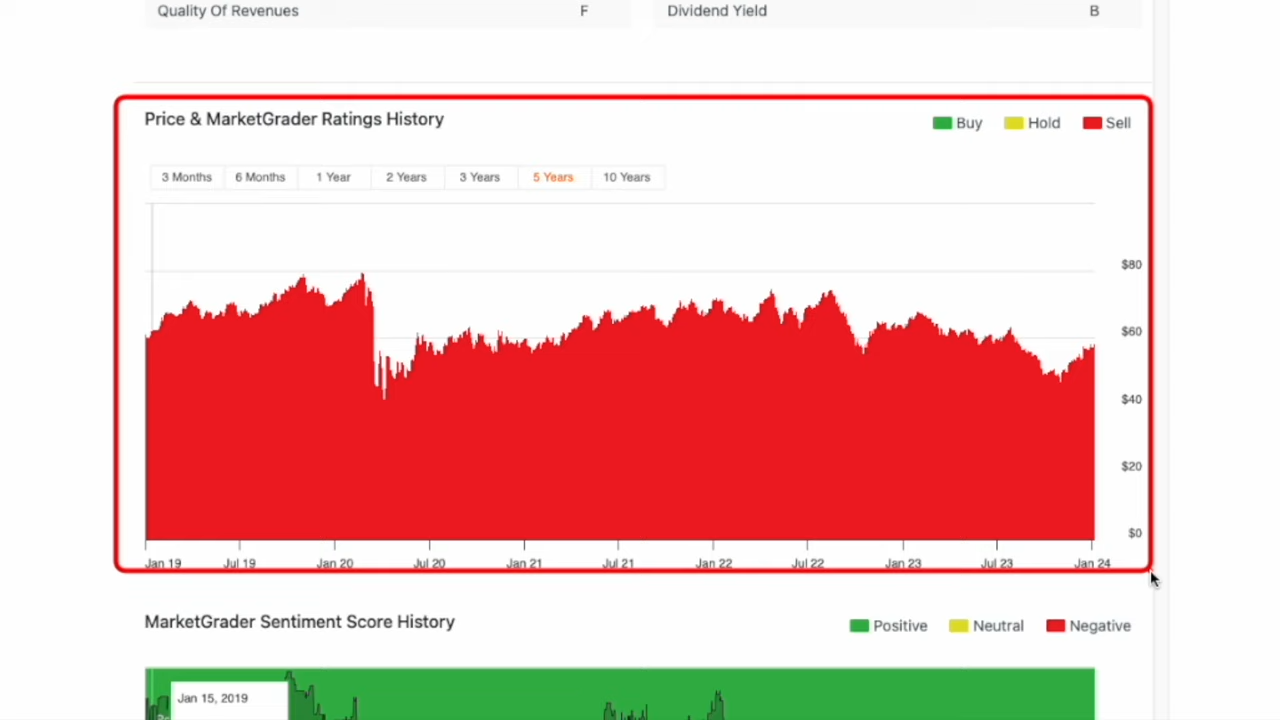 Quality Of Revenues F Dividend Yield B
Price & MarketGrader Ratings History
Buy Hold Sell
3 Months 6 Months 1 Year 2 Years 3 Years 5 Years 10 Years
$80
$60
$40
$20
$0
Jan 19 Jul 19 Jan 20 Jul 20 Jan 21 Jul 21 Jan 22 Jul 22 Jan 23 Jul 23 Jan 24
MarketGrader Sentiment Score History
Positive Neutral Negative
Jan 15, 2019